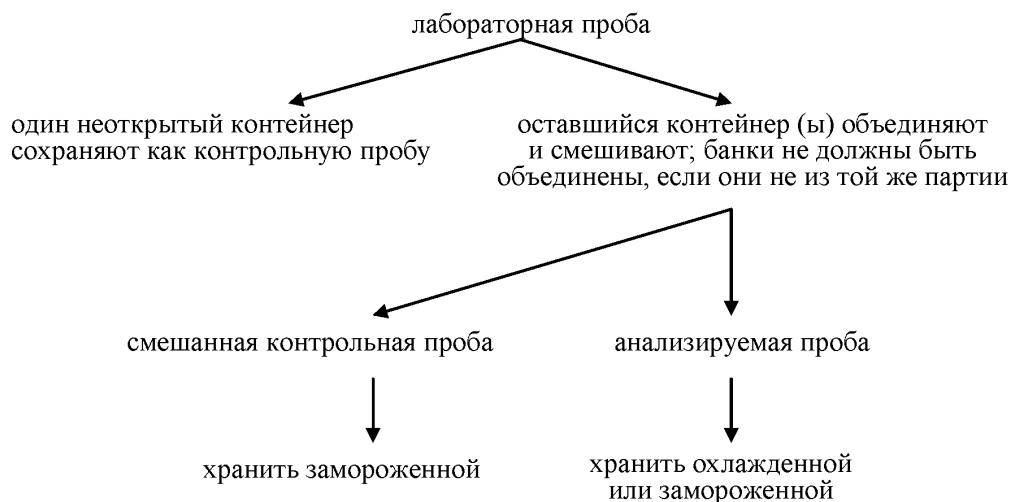 лабораторная проба
один неоткрытый контейнер
сохраняют как контрольную пробу
оставшийся контейнер (ы) объединяют
и смешивают; банки не должны быть
объединены, если они не из той же партии
смешанная контрольная проба
анализируемая проба
хранить замороженной
хранить охлажденной
или замороженной